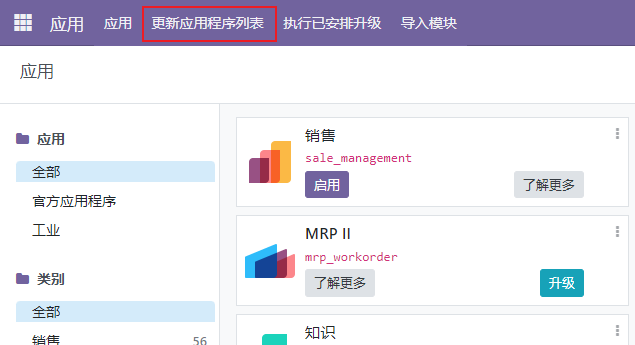 应用 应用 更新应用程序列表 执行已安排升级 导入模块
应用
应用
全部
官方应用程序
工业
类别
全部
销售 56
销售
sale_management
启用 了解更多
MRP II
mrp_workorder
了解更多 升级
知识